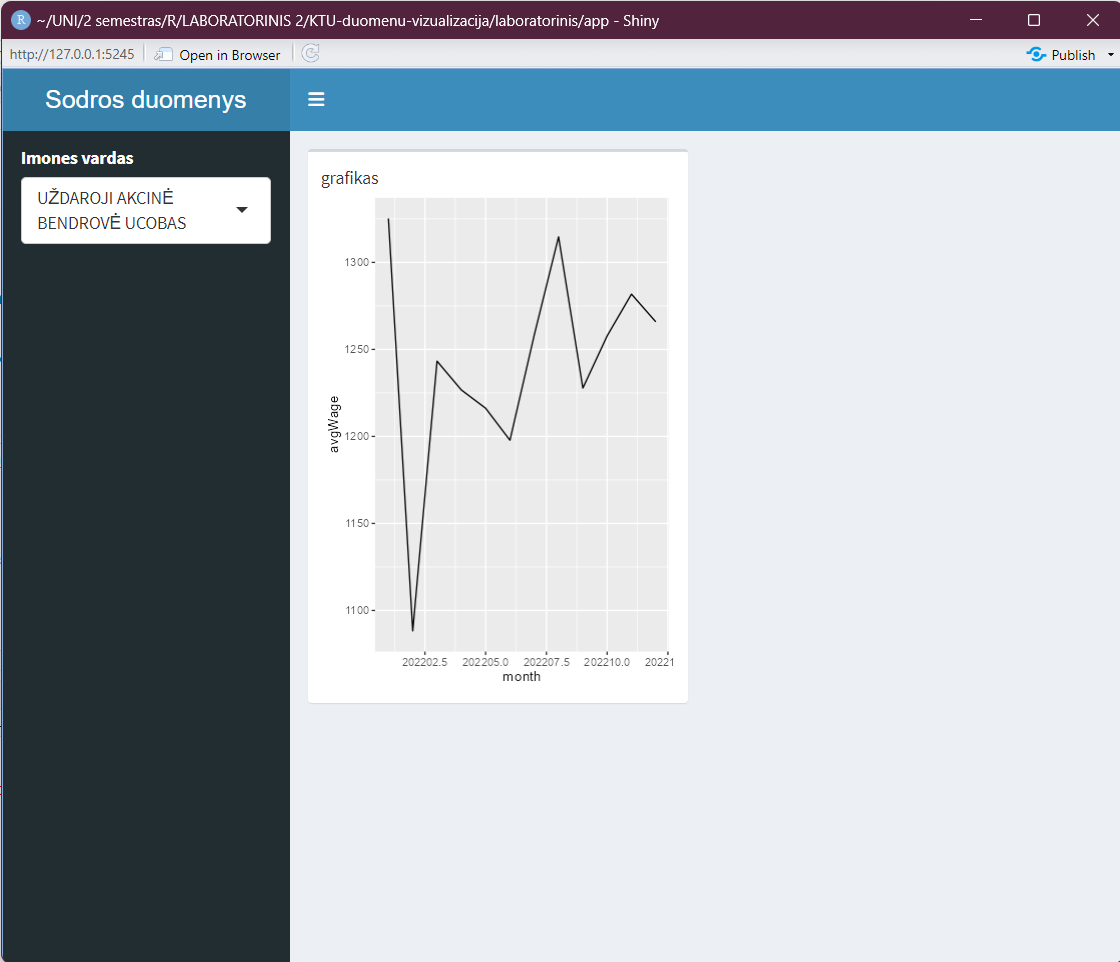 R ~/UNI/2 semestras/R/LABORATORINIS 2/KTU-duomenu-vizualizacija/laboratorinis/app - Shiny
http://127.0.0.1:5245 Open in Browser Publish
Sodros duomenys
Imones vardas
UŽDAROJI AKCINĖ
BENDROVĖ UCOBAS
grafikas
1300
1250
1200
1150
1100
avgWage
202202.5 202205.0 202207.5 202210.0 20221
month